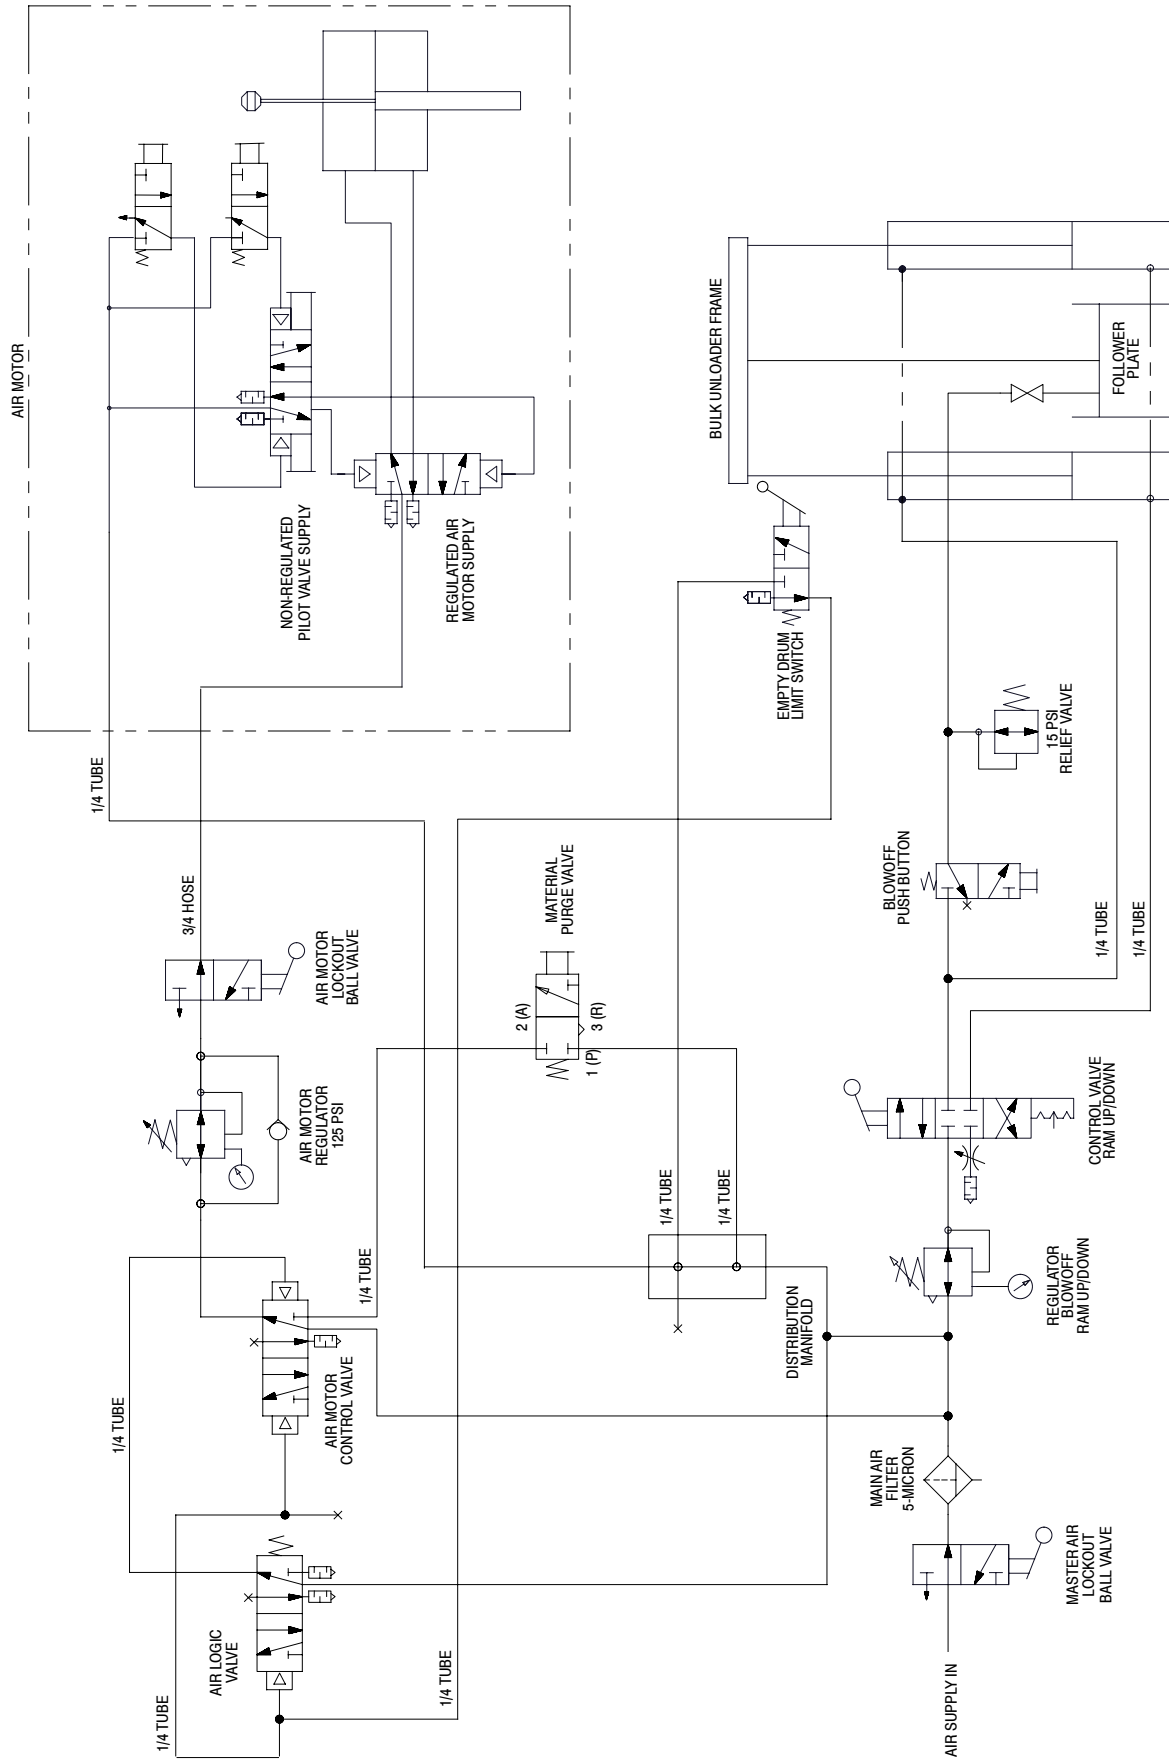 AIR MOTOR
1/4 TUBE
NON-REGULATED
PILOT VALVE SUPPLY
REGULATED AIR
MOTOR SUPPLY
3/4 HOSE
AIR MOTOR
LOCKOUT
BALL VALVE
AIR MOTOR
REGULATOR
125 PSI
1/4 TUBE
AIR MOTOR
CONTROL VALVE
1/4 TUBE
AIR LOGIC
VALVE
1/4 TUBE
1/4 TUBE
MATERIAL
PURGE VALVE
2 (A)
3 (R)
1 (P)
1/4 TUBE
1/4 TUBE
DISTRIBUTION
MANIFOLD
BULK UNLOADER FRAME
EMPTY DRUM
LIMIT SWITCH
FOLLOWER
PLATE
15 PSI
RELIEF VALVE
BLOWOFF
PUSH BUTTON
1/4 TUBE
1/4 TUBE
CONTROL VALVE
RAM UP/DOWN
REGULATOR
BLOWOFF
RAM UP/DOWN
MAIN AIR
FILTER
5-MICRON
MASTER AIR
LOCKOUT
BALL VALVE
AIR SUPPLY IN